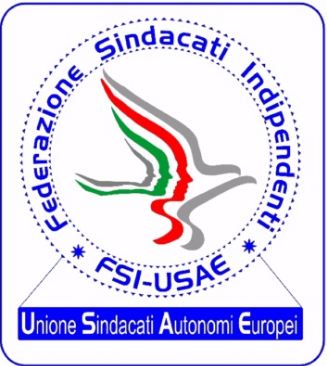 Federazione Sindacati Indipendenti
FSI-USAE
Unione Sindacati Autonomi Europei